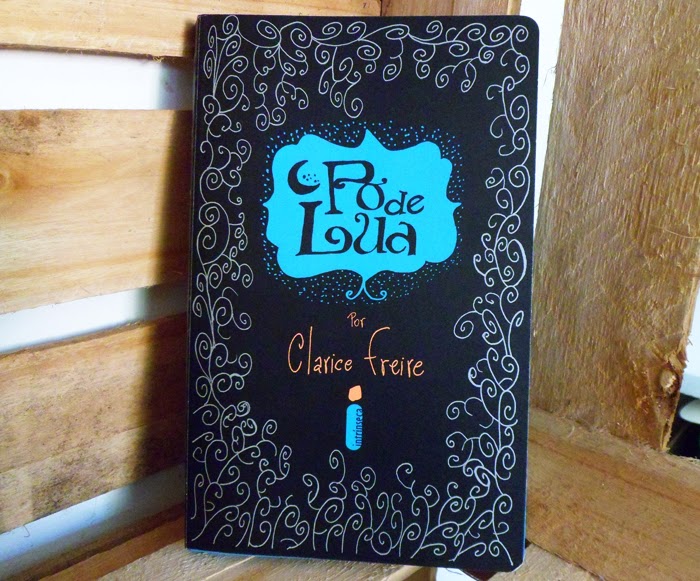 Pó de
Lua
Por
Clarice Freire
intrínseca